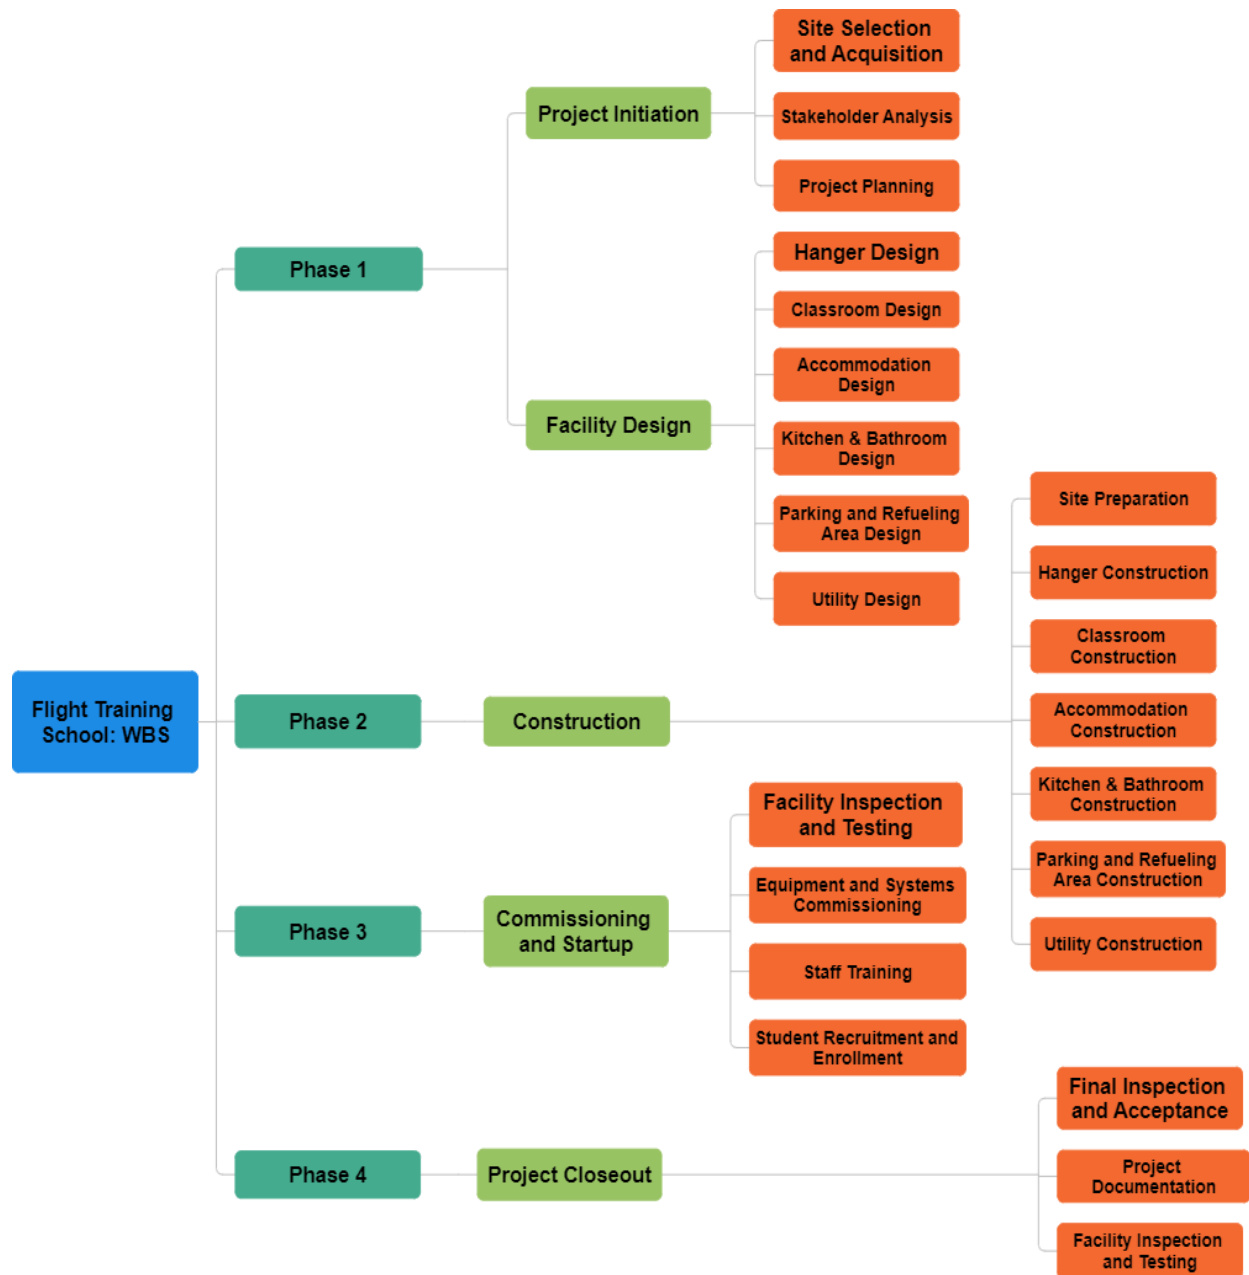 Flight Training
School: WBS
Phase 1
Project Initiation
Site Selection
and Acquisition
Stakeholder Analysis
Project Planning
Facility Design
Hanger Design
Classroom Design
Accommodation
Design
Kitchen & Bathroom
Design
Parking and Refueling
Area Design
Utility Design
Phase 2
Construction
Site Preparation
Hanger Construction
Classroom
Construction
Accommodation
Construction
Kitchen & Bathroom
Construction
Parking and Refueling
Area Construction
Utility Construction
Phase 3
Commissioning
and Startup
Facility Inspection
and Testing
Equipment and Systems
Commissioning
Staff Training
Student Recruitment and
Enrollment
Phase 4
Project Closeout
Final Inspection
and Acceptance
Project
Documentation
Facility Inspection
and Testing